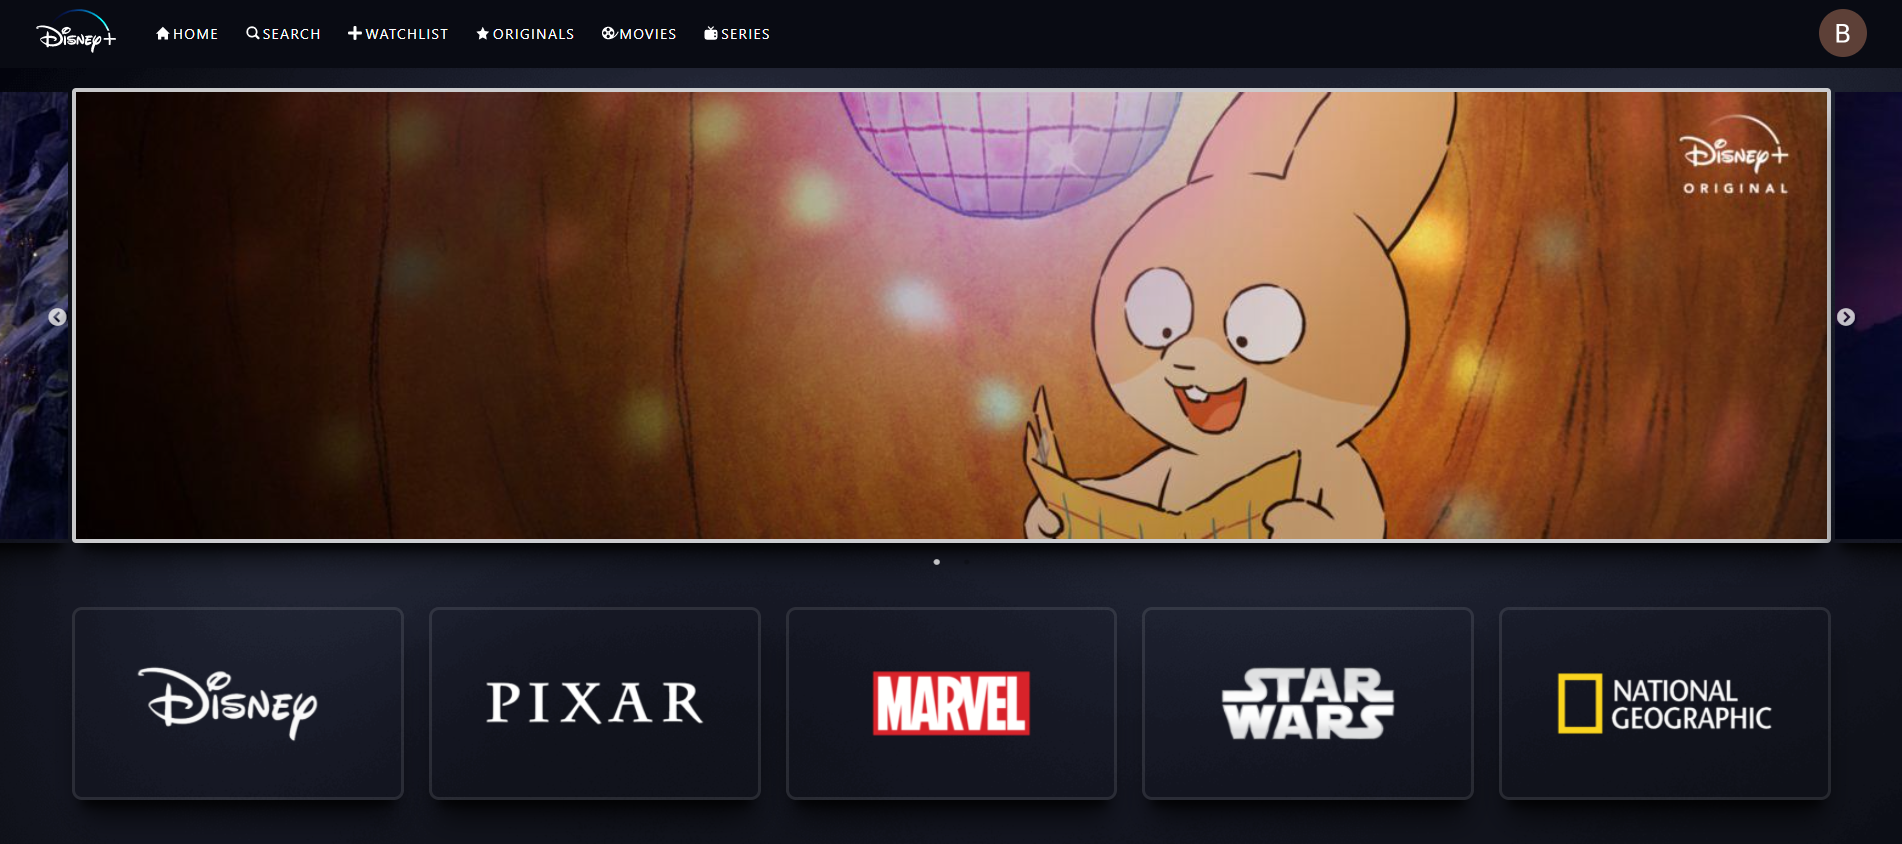 Disney+
HOME
SEARCH
WATCHLIST
ORIGINALS
MOVIES
SERIES
B
Disney+
ORIGINAL
Disney
PIXAR
MARVEL
STAR
WARS
NATIONAL
GEOGRAPHIC